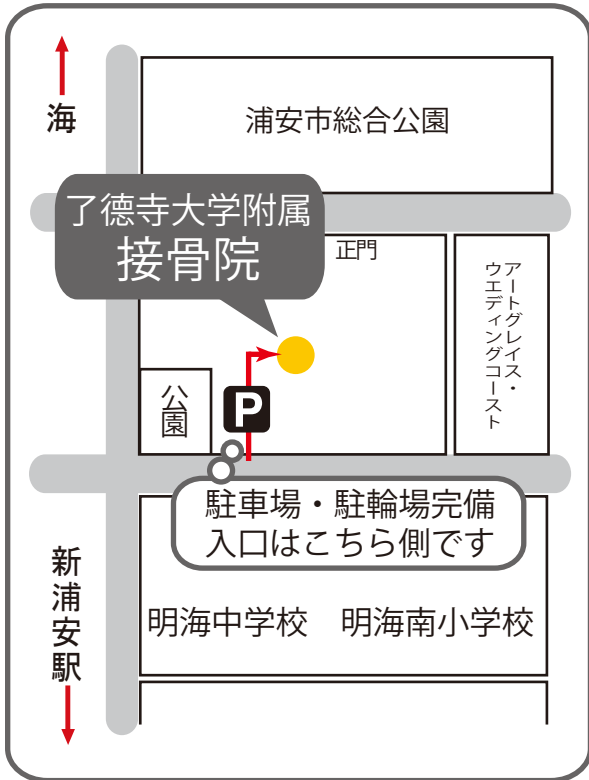 海
浦安市総合公園
了德寺大学附属
接骨院
正門
アートグレイス・
ウエディングコースト
公園
P
駐車場・駐輪場完備
入口はこちら側です
新浦安駅
明海中学校 明海南小学校